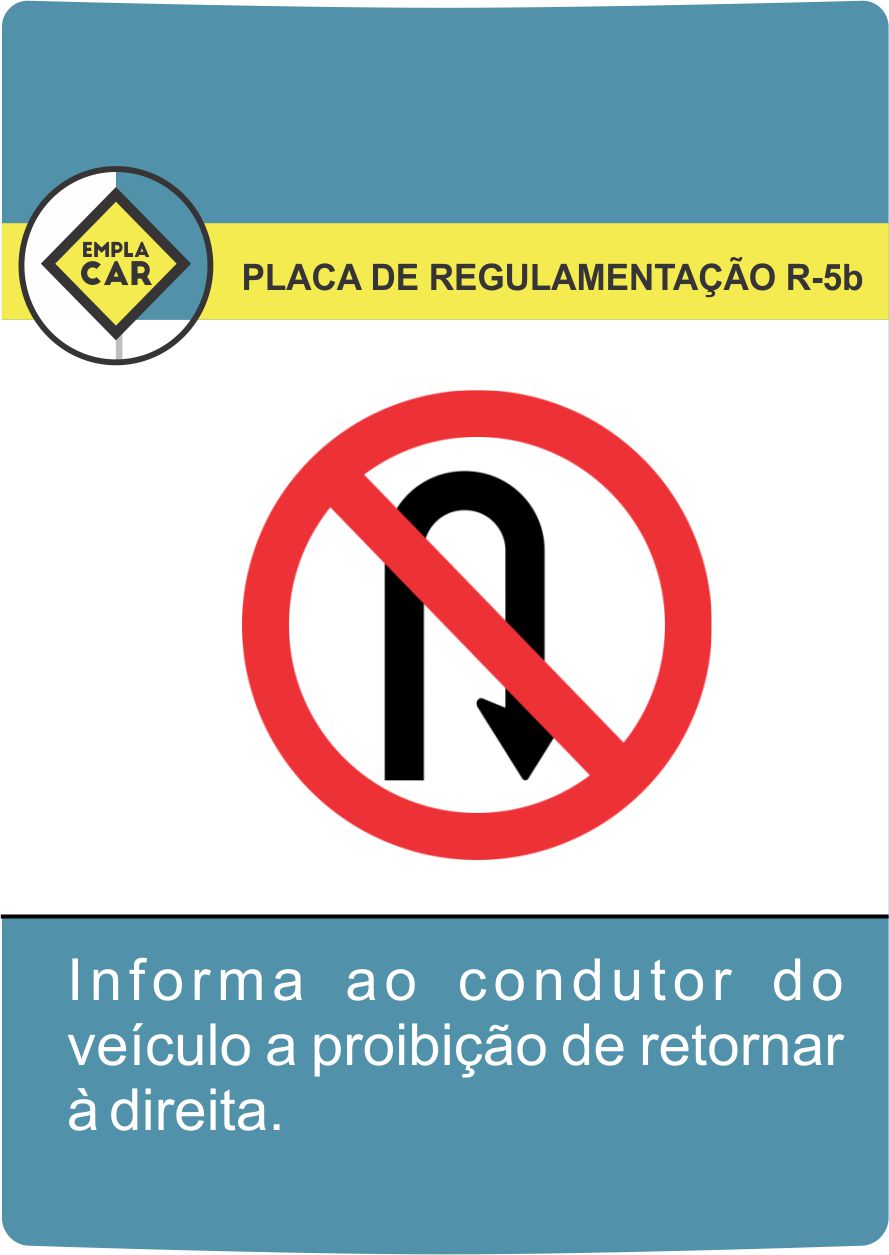 EMPLA
CAR
PLACA DE REGULAMENTAÇÃO R-5b
Informa ao condutor do
veículo a proibição de retornar
à direita.